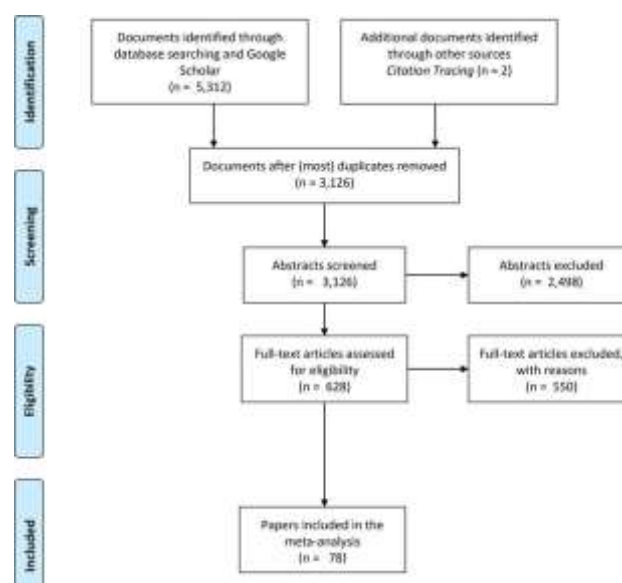 Identification
Documents identified through
database searching and Google
Scholar
(n = 5,312)
Additional documents identified
through other sources
Citation Tracing (n = 2)
Documents after (most) duplicates removed
(n = 3,126)
Screening
Abstracts screened
(n = 3,126)
Abstracts excluded
(n = 2,498)
Eligibility
Full-text articles assessed
for eligibility
(n = 628)
Full-text articles excluded,
with reasons
(n = 550)
Included
Papers included in the
meta-analysis
(n = 78)